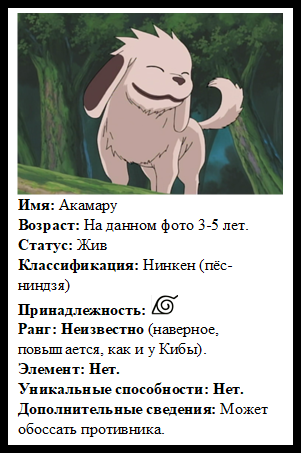 Имя: Акамару
Возраст: На данном фото 3-5 лет.
Статус: Жив
Классификация: Нинкен (пёс-
ниндзя)
Принадлежность:
Ранг: Неизвестно (наверное,
повышается, как и у Кибы).
Элемент: Нет.
Уникальные способности: Нет.
Дополнительные сведения: Может
обоссать противника.